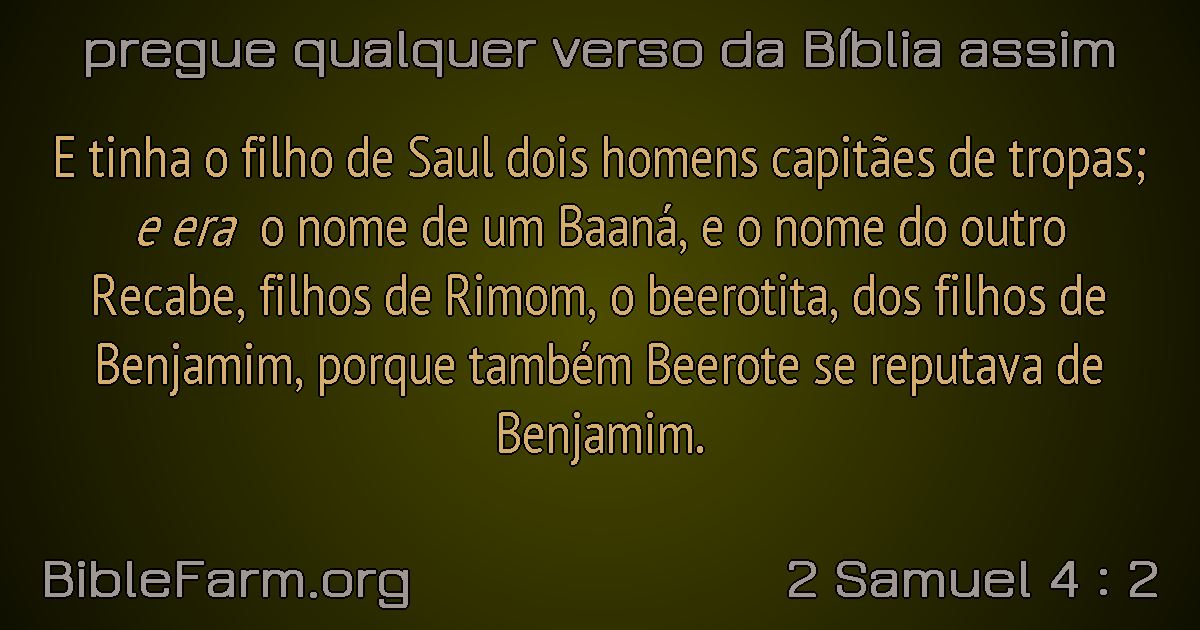 pregue qualquer verso da Bíblia assim
E tinha o filho de Saul dois homens capitães de tropas;
e era o nome de um Baaná, e o nome do outro
Recabe, filhos de Rimom, o beerotita, dos filhos de
Benjamim, porque também Beerote se reputava de
Benjamim.
BibleFarm.org
2 Samuel 4 : 2